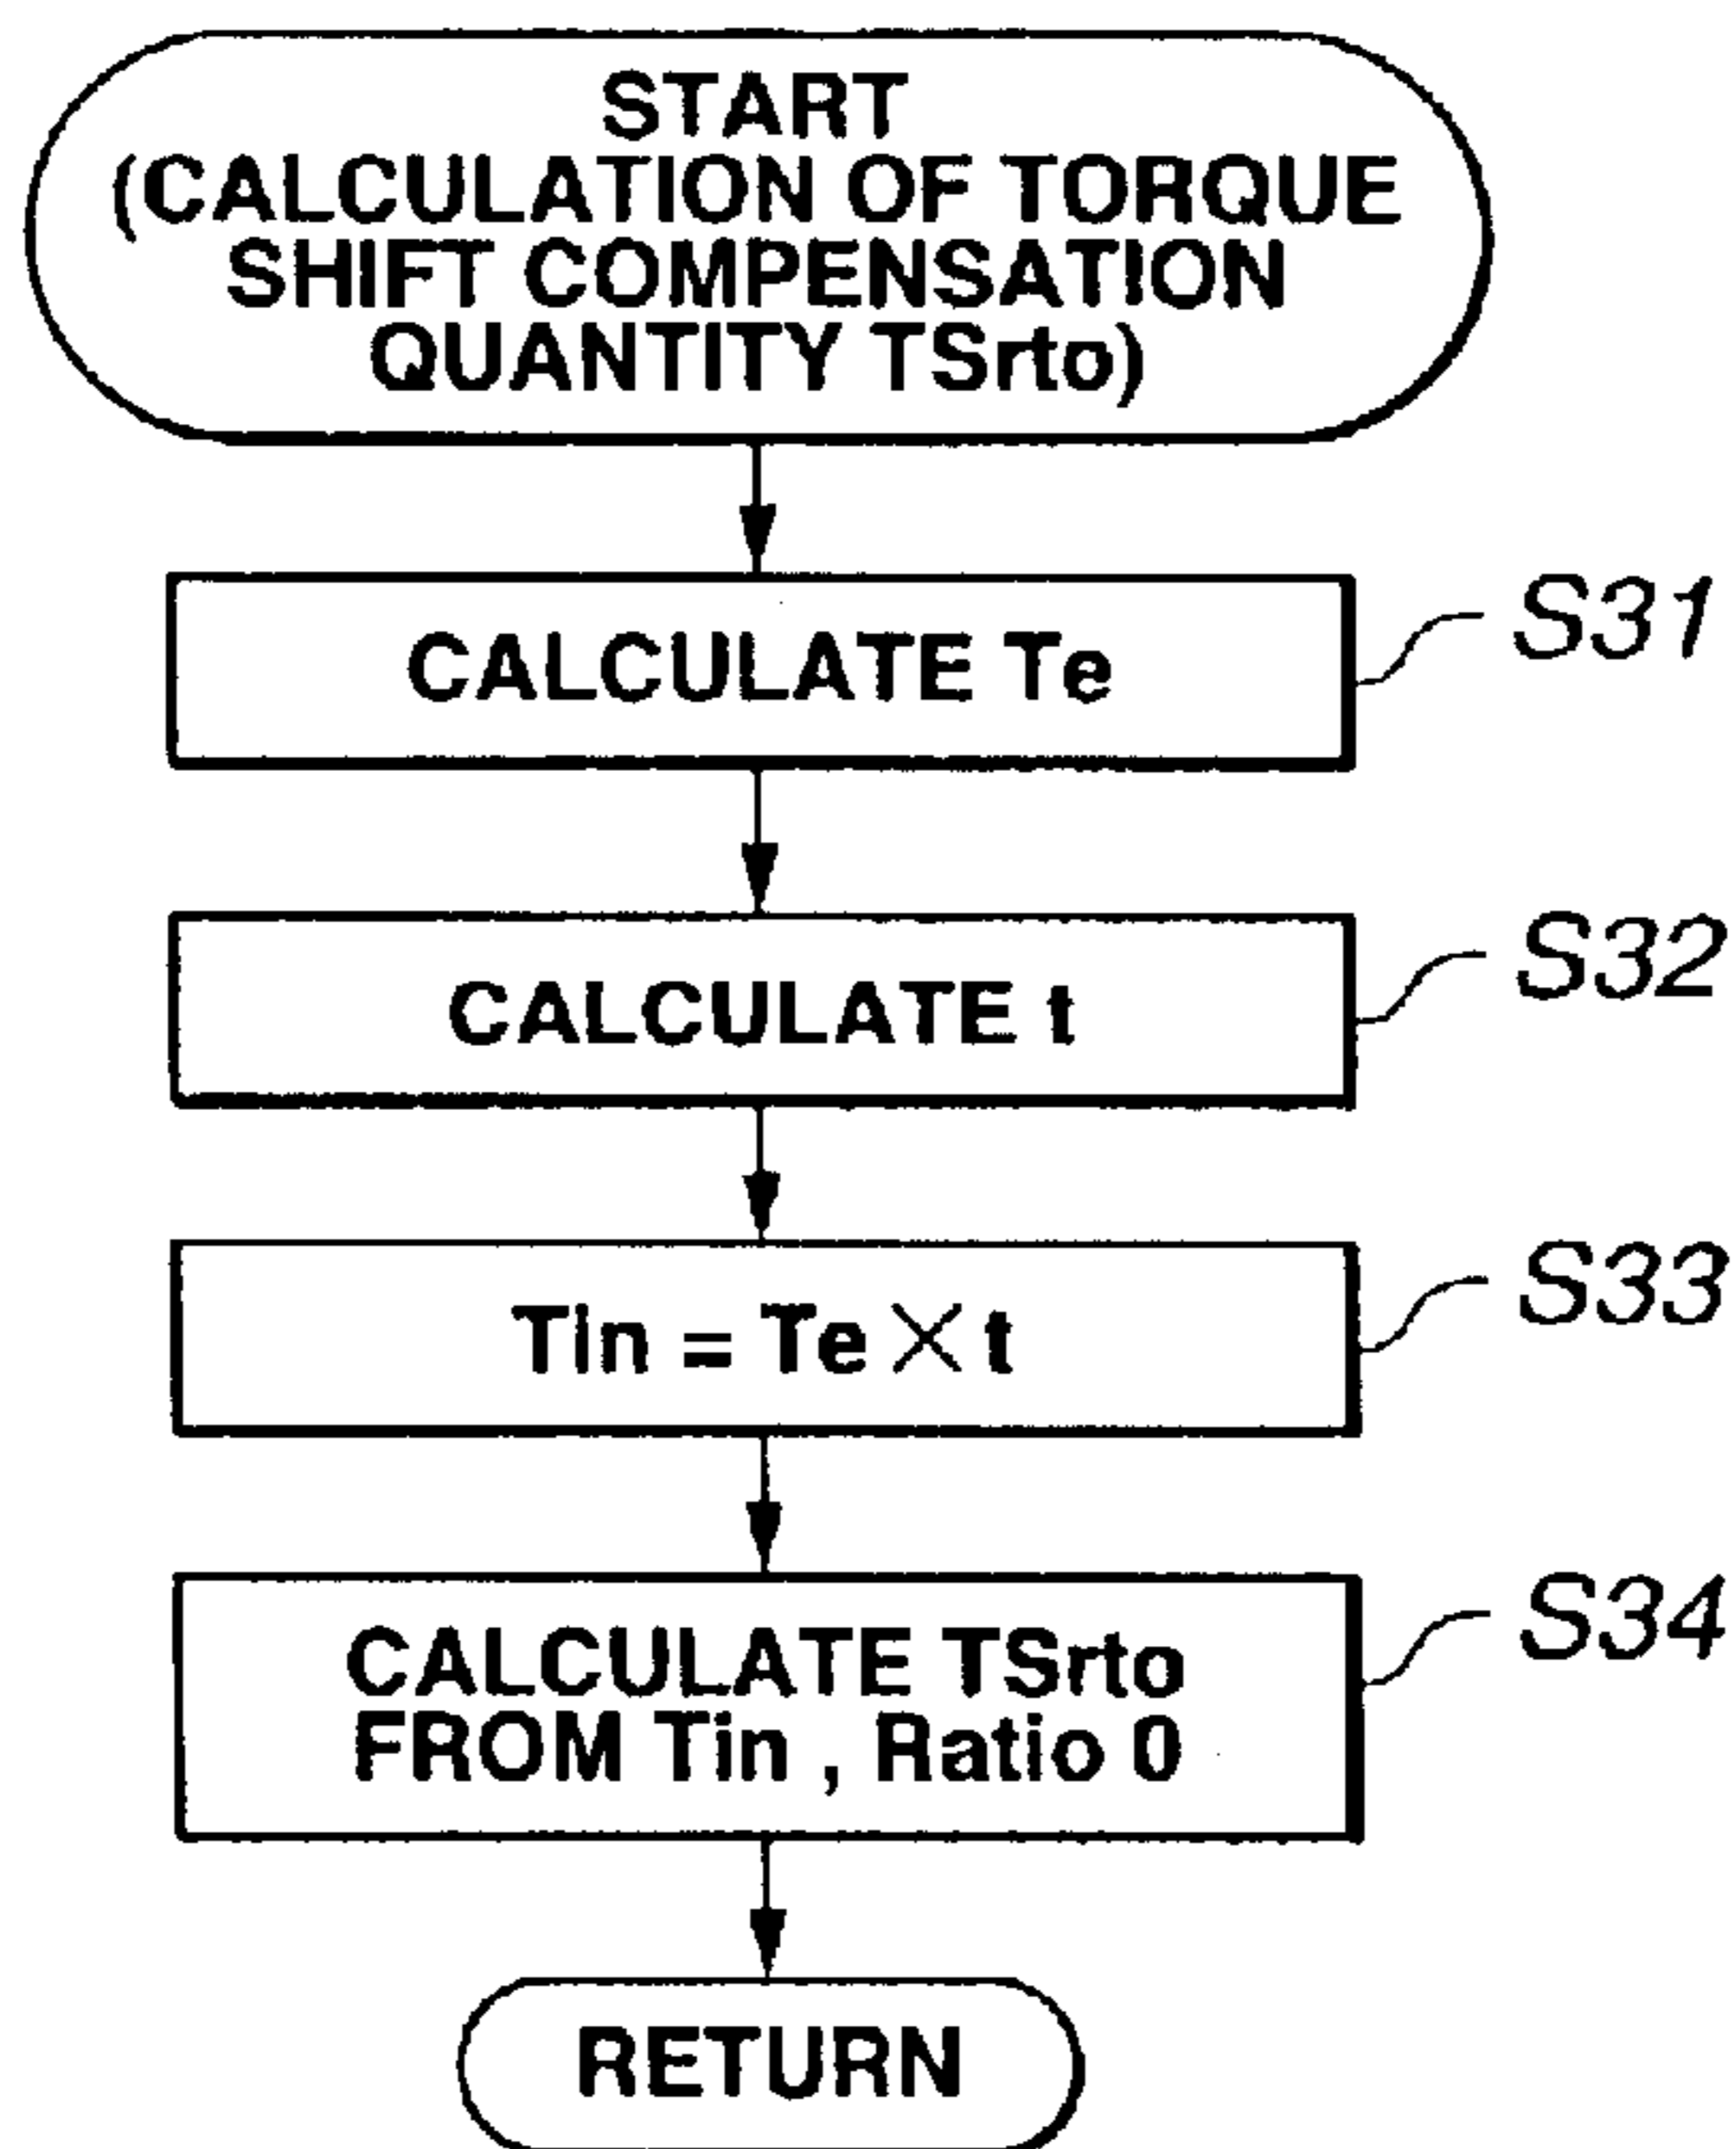 START
(CALCULATION OF TORQUE
SHIFT COMPENSATION
QUANTITY TSrto)
CALCULATE Te
S31
CALCULATE t
S32
Tin = Te × t
S33
CALCULATE TSrto
FROM Tin , Ratio 0
S34
RETURN